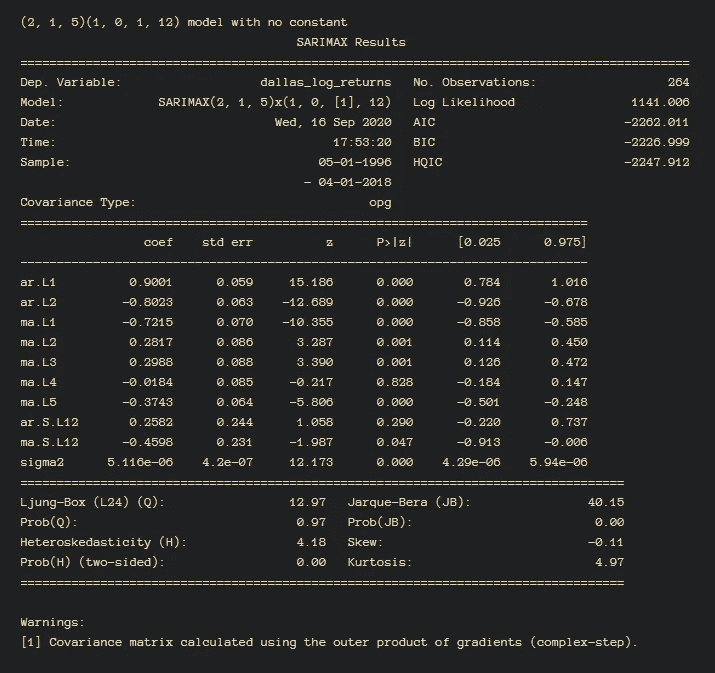 (2, 1, 5)(1, 0, 1, 12) model with no constant
SARIMAX Results
==============================================================================================
Dep. Variable: dallas_log_returns No. Observations: 264
Model: SARIMAX(2, 1, 5)x(1, 0, [1], 12) Log Likelihood 1141.006
Date: Wed, 16 Sep 2020 AIC -2262.011
Time: 17:53:20 BIC -2226.999
Sample: 05-01-1996 HQIC -2247.912
- 04-01-2018
Covariance Type: opg
==============================================================================
coef std err z P>|z| [0.025 0.975]
------------------------------------------------------------------------------
ar.L1 0.9001 0.059 15.186 0.000 0.784 1.016
ar.L2 -0.8023 0.063 -12.689 0.000 -0.926 -0.678
ma.L1 -0.7215 0.070 -10.355 0.000 -0.858 -0.585
ma.L2 0.2817 0.086 3.287 0.001 0.114 0.450
ma.L3 0.2988 0.088 3.390 0.001 0.126 0.472
ma.L4 -0.0184 0.085 -0.217 0.828 -0.184 0.147
ma.L5 -0.3743 0.064 -5.806 0.000 -0.501 -0.248
ar.S.L12 0.2582 0.244 1.058 0.290 -0.220 0.737
ma.S.L12 -0.4598 0.231 -1.987 0.047 -0.913 -0.006
sigma2 5.116e-06 4.2e-07 12.173 0.000 4.29e-06 5.94e-06
===================================================================================
Ljung-Box (L24) (Q): 12.97 Jarque-Bera (JB): 40.15
Prob(Q): 0.97 Prob(JB): 0.00
Heteroskedasticity (H): 4.18 Skew: -0.11
Prob(H) (two-sided): 0.00 Kurtosis: 4.97
===================================================================================
Warnings:
[1] Covariance matrix calculated using the outer product of gradients (complex-step).